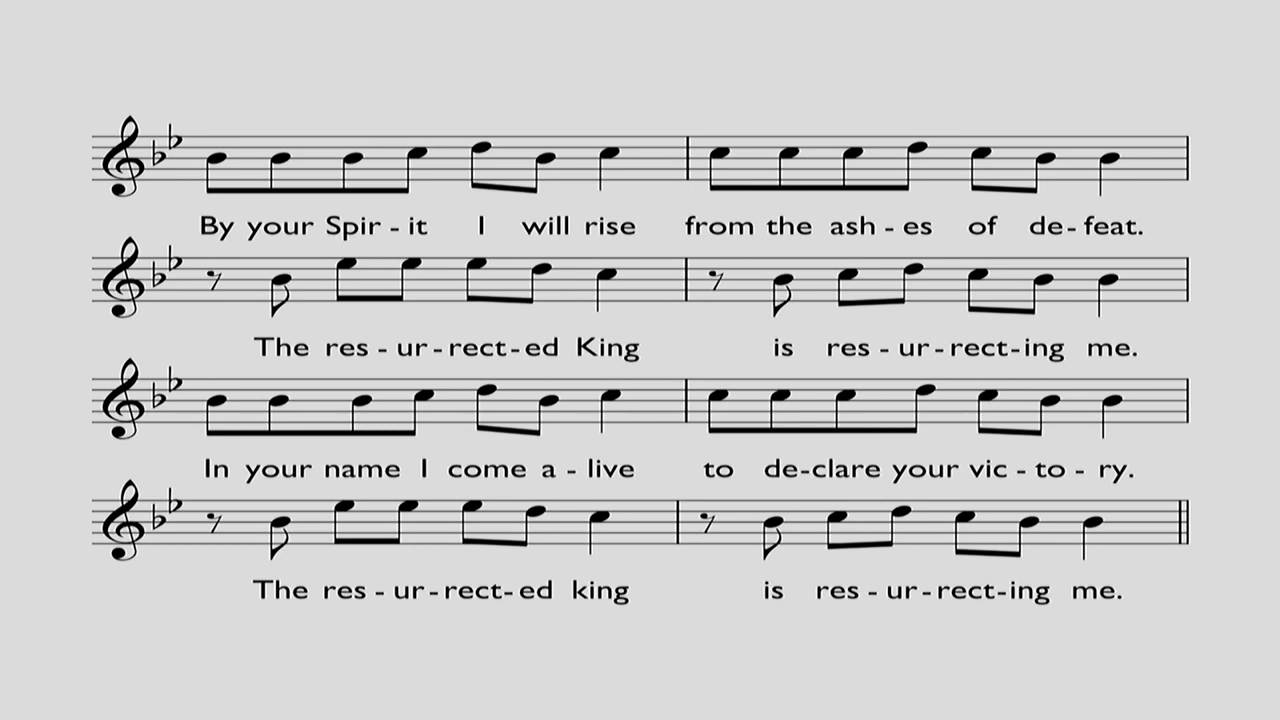 By your Spir - it I will rise from the ash - es of de - feat.
The res - ur - rect - ed King is res - ur - rect - ing me.
In your name I come a - live to de - clare your vic - to - ry.
The res - ur - rect - ed king is res - ur - rect - ing me.